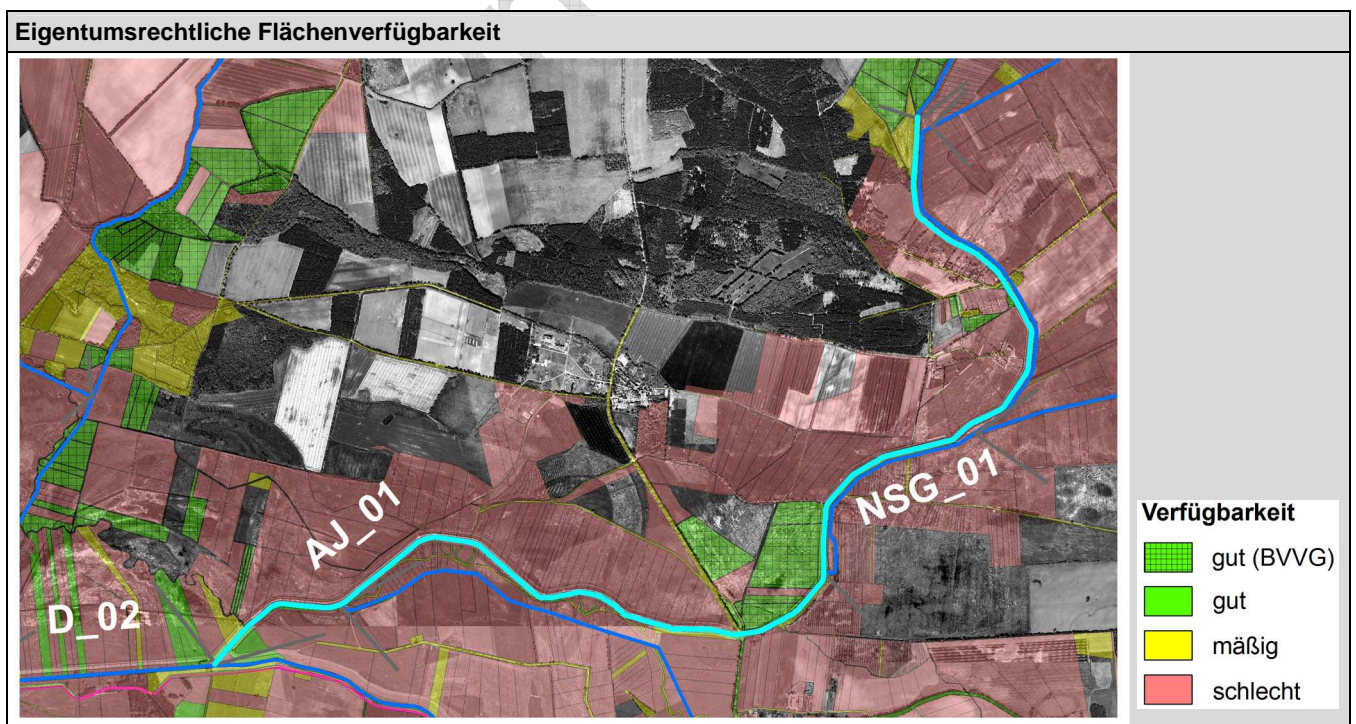 Eigentumsrechtliche Flächenverfügbarkeit
AJ_01
NSG_01
D_02
Verfügbarkeit
gut (BVVG)
gut
mäßig
schlecht